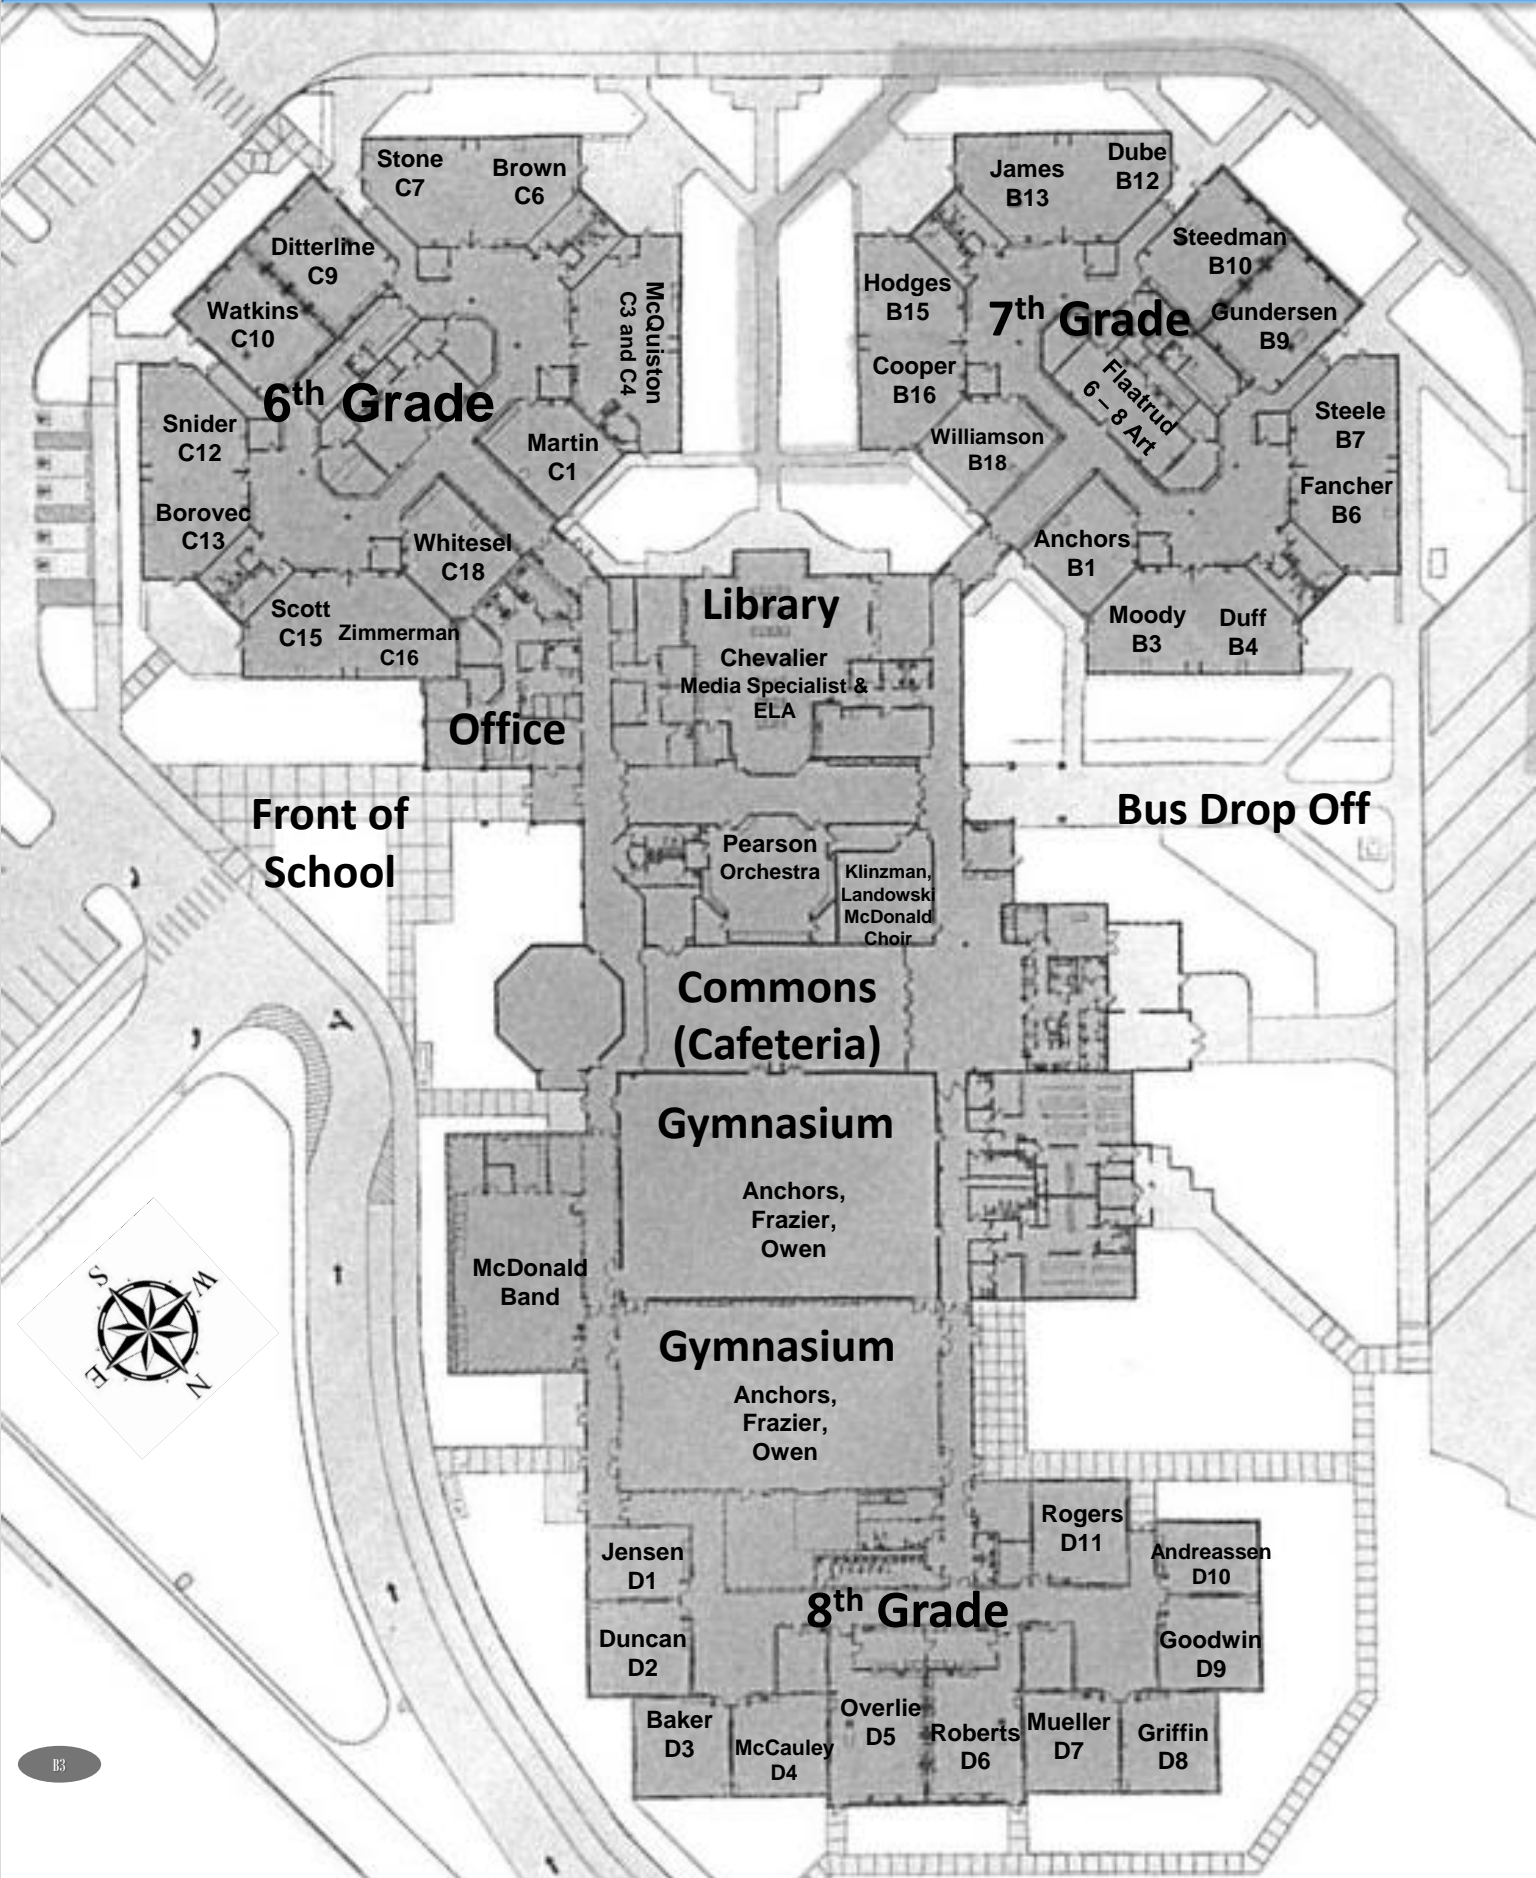 Stone
C7
Brown
C6
Ditterline
C9
Watkins
C10
McQuiston
C3 and C4
6th Grade
Snider
C12
Martin
C1
Borovec
C13
Whitesel
C18
Scott
C15
Zimmerman
C16
James
B13
Dube
B12
Steedman
B10
Hodges
B15
7th Grade
Gundersen
B9
Cooper
B16
Flaatrud
6 – 8 Art
Steele
B7
Williamson
B18
Fancher
B6
Anchors
B1
Moody
B3
Duff
B4
Library
Chevalier
Media Specialist &
ELA
Office
Front of
School
Bus Drop Off
Pearson
Orchestra
Klinzman,
Landowski
McDonald
Choir
Commons
(Cafeteria)
Gymnasium
Anchors,
Frazier,
Owen
McDonald
Band
S
W
E
N
Gymnasium
Anchors,
Frazier,
Owen
Rogers
D11
Jensen
D1
Andreassen
D10
8th Grade
Duncan
D2
Goodwin
D9
Baker
D3
McCauley
D4
Overlie
D5
Roberts
D6
Mueller
D7
Griffin
D8
B3